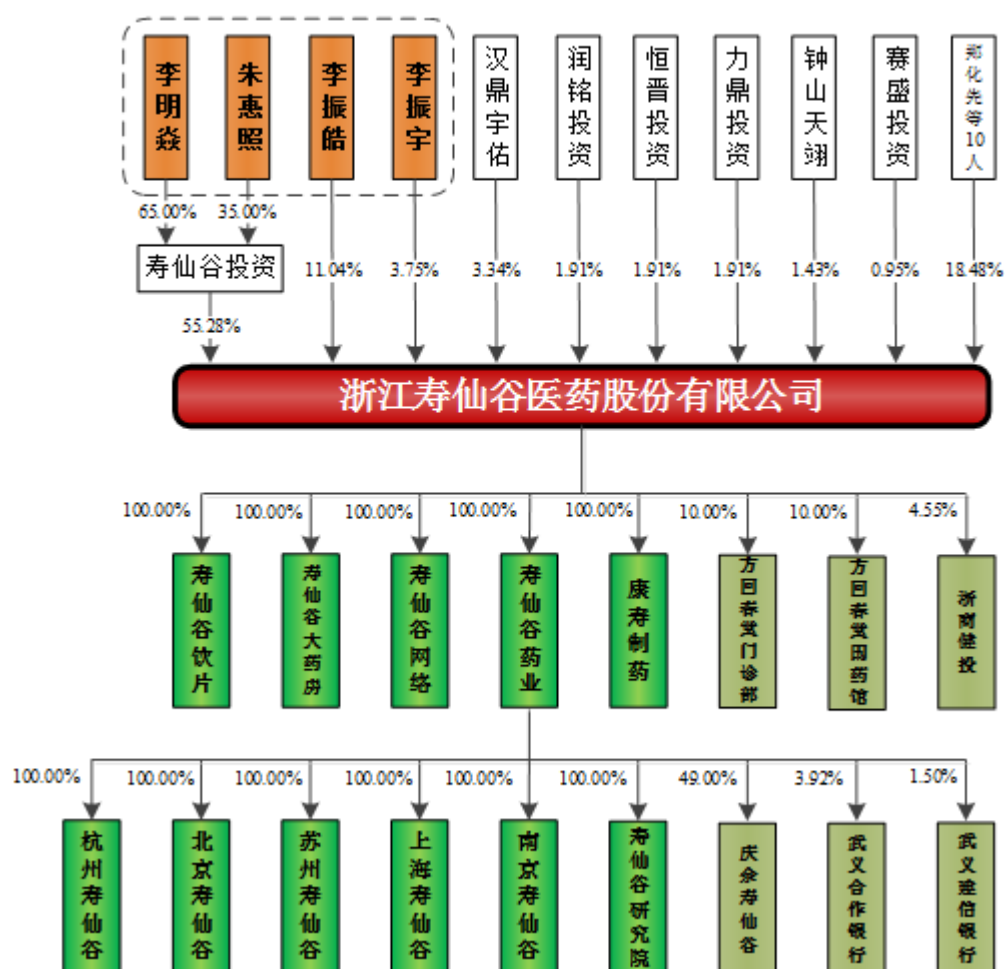 李明焱
朱惠照
李振皓
李振宇
汉鼎宇佑
润铭投资
恒晋投资
力鼎投资
钟山天翊
赛盛投资
郑化先等10人
65.00%
35.00%
寿仙谷投资
11.04%
3.75%
3.34%
1.91%
1.91%
1.91%
1.43%
0.95%
18.48%
55.28%
浙江寿仙谷医药股份有限公司
100.00%
100.00%
100.00%
100.00%
100.00%
10.00%
10.00%
4.55%
寿仙谷饮片
寿仙谷大药房
寿仙谷网络
寿仙谷药业
康寿制药
方回春堂门诊部
方回春堂国药馆
浙商健投
100.00%
100.00%
100.00%
100.00%
100.00%
100.00%
49.00%
3.92%
1.50%
杭州寿仙谷
北京寿仙谷
苏州寿仙谷
上海寿仙谷
南京寿仙谷
寿仙谷研究院
庆余寿仙谷
武义合作银行
武义建信银行